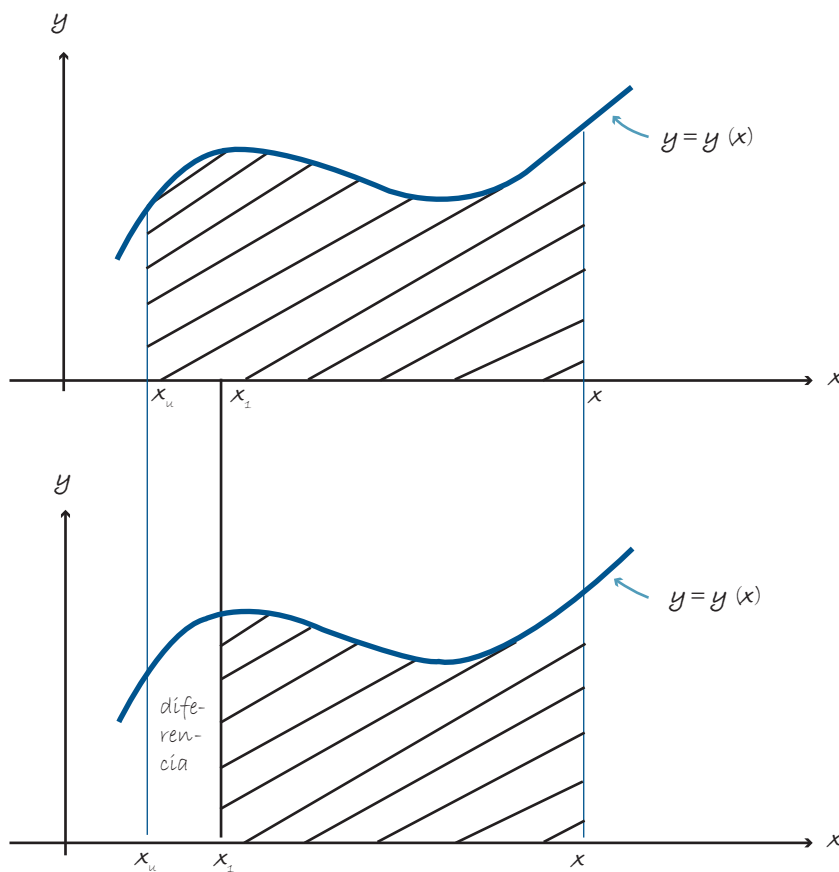 y
y = y (x)
x
xᵤ
x₁
x
y
y = y (x)
dife-
ren-
cia
x
xᵤ
x₁
x